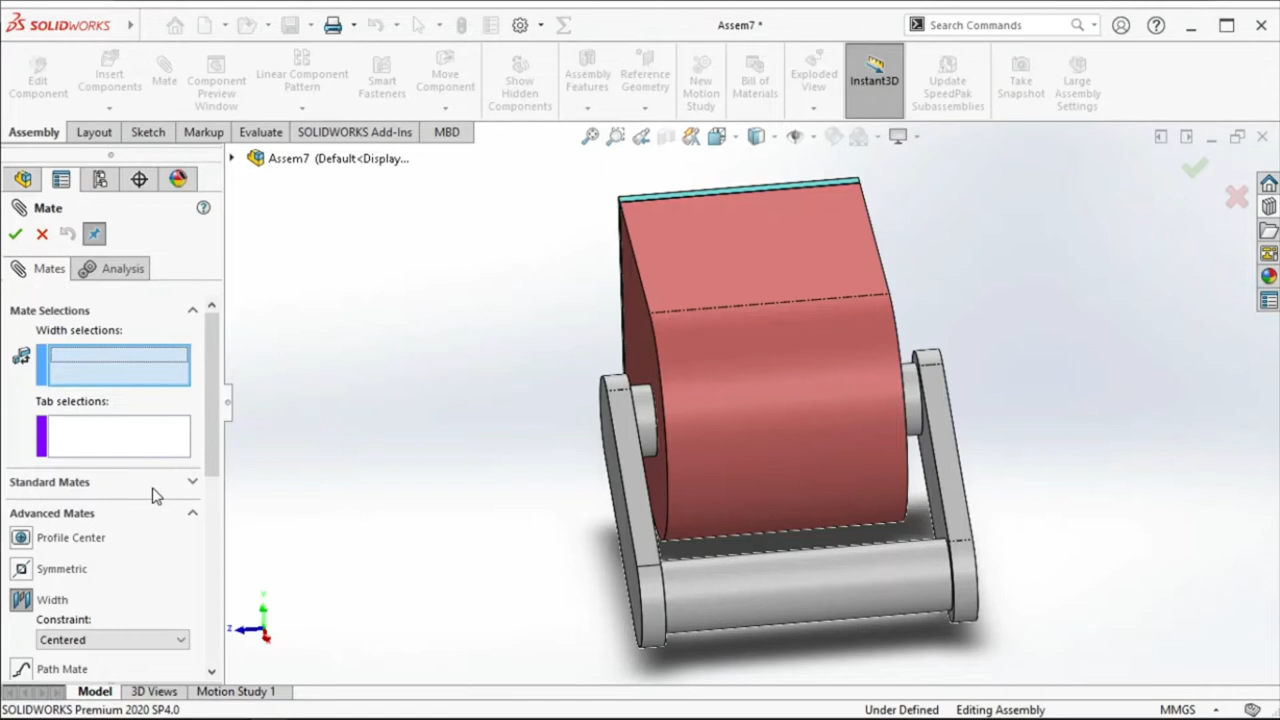 SOLIDWORKS
Assem7 *
Search Commands
Edit Component
Insert Components
Mate
Component Preview Window
Linear Component Pattern
Smart Fasteners
Move Component
Show Hidden Components
Assembly Features
Reference Geometry
New Motion Study
Bill of Materials
Exploded View
Instant3D
Update SpeedPak Subassemblies
Take Snapshot
Large Assembly Settings
Assembly
Layout
Sketch
Markup
Evaluate
SOLIDWORKS Add-Ins
MBD
Assem7 (Default<Display...
Mate
Mates
Analysis
Mate Selections
Width selections:
Tab selections:
Standard Mates
Advanced Mates
Profile Center
Symmetric
Width
Constraint:
Centered
Path Mate
Y
Z
Model
3D Views
Motion Study 1
SOLIDWORKS Premium 2020 SP4.0
Under Defined
Editing Assembly
MMGS